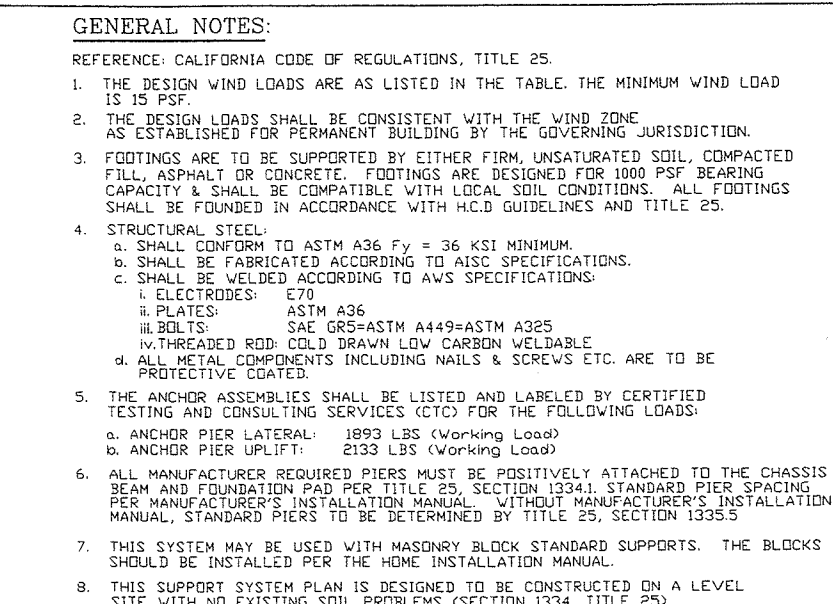 GENERAL NOTES:
REFERENCE: CALIFORNIA CODE OF REGULATIONS, TITLE 25.
1. THE DESIGN WIND LOADS ARE AS LISTED IN THE TABLE. THE MINIMUM WIND LOAD
IS 15 PSF.
2. THE DESIGN LOADS SHALL BE CONSISTENT WITH THE WIND ZONE
AS ESTABLISHED FOR PERMANENT BUILDING BY THE GOVERNING JURISDICTION.
3. FOOTINGS ARE TO BE SUPPORTED BY EITHER FIRM, UNSATURATED SOIL, COMPACTED
FILL, ASPHALT OR CONCRETE. FOOTINGS ARE DESIGNED FOR 1000 PSF BEARING
CAPACITY & SHALL BE COMPATIBLE WITH LOCAL SOIL CONDITIONS. ALL FOOTINGS
SHALL BE FOUNDED IN ACCORDANCE WITH H.C.D GUIDELINES AND TITLE 25.
4. STRUCTURAL STEEL:
a. SHALL CONFORM TO ASTM A36 Fy = 36 KSI MINIMUM.
b. SHALL BE FABRICATED ACCORDING TO AISC SPECIFICATIONS.
c. SHALL BE WELDED ACCORDING TO AWS SPECIFICATIONS:
i. ELECTRODES: E70
ii. PLATES: ASTM A36
iii. BOLTS: SAE GR5=ASTM A449=ASTM A325
iv. THREADED ROD: COLD DRAWN LOW CARBON WELDABLE
d. ALL METAL COMPONENTS INCLUDING NAILS & SCREWS ETC. ARE TO BE
PROTECTIVE COATED.
5. THE ANCHOR ASSEMBLIES SHALL BE LISTED AND LABELED BY CERTIFIED
TESTING AND CONSULTING SERVICES (CTC) FOR THE FOLLOWING LOADS:
a. ANCHOR PIER LATERAL: 1893 LBS (Working Load)
b. ANCHOR PIER UPLIFT: 2133 LBS (Working Load)
6. ALL MANUFACTURER REQUIRED PIERS MUST BE POSITIVELY ATTACHED TO THE CHASSIS
BEAM AND FOUNDATION PAD PER TITLE 25, SECTION 1334.1. STANDARD PIER SPACING
PER MANUFACTURER'S INSTALLATION MANUAL. WITHOUT MANUFACTURER'S INSTALLATION
MANUAL, STANDARD PIERS TO BE DETERMINED BY TITLE 25, SECTION 1335.5
7. THIS SYSTEM MAY BE USED WITH MASONRY BLOCK STANDARD SUPPORTS. THE BLOCKS
SHOULD BE INSTALLED PER THE HOME INSTALLATION MANUAL.
8. THIS SUPPORT SYSTEM PLAN IS DESIGNED TO BE CONSTRUCTED ON A LEVEL
SITE WITH NO EXISTING SOIL PROBLEMS (SECTION 1334, TITLE 25)